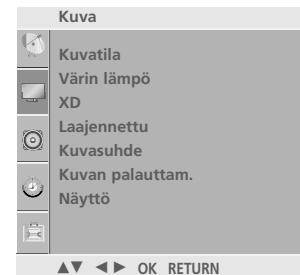 Kuva
Kuvatila
Värin lämpö
XD
Laajennettu
Kuvasuhde
Kuvan palauttam.
Näyttö
▲▼ ◄► OK RETURN